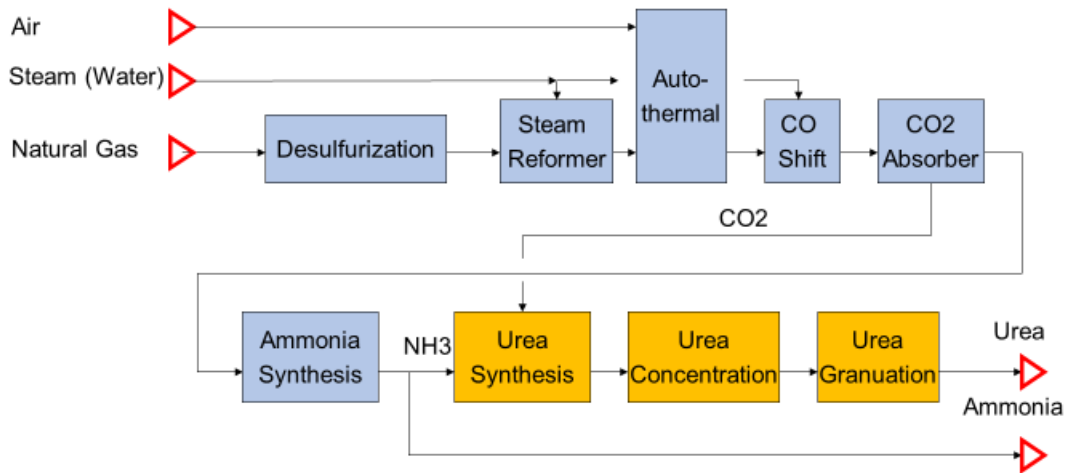 Air
Steam (Water)
Natural Gas
Desulfurization
Steam
Reformer
Auto-
thermal
CO
Shift
CO2
Absorber
CO2
Ammonia
Synthesis
NH3
Urea
Synthesis
Urea
Concentration
Urea
Granuation
Urea
Ammonia